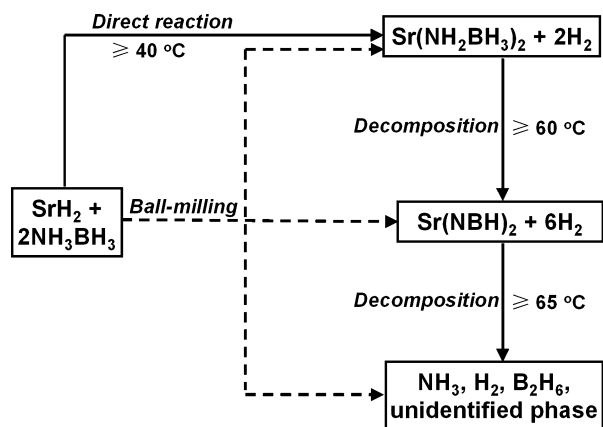 Direct reaction
⩾ 40 °C
Sr(NH₂BH₃)₂ + 2H₂
Decomposition ⩾ 60 °C
SrH₂ +
2NH₃BH₃
Ball-milling
Sr(NBH)₂ + 6H₂
Decomposition ⩾ 65 °C
NH₃, H₂, B₂H₆,
unidentified phase